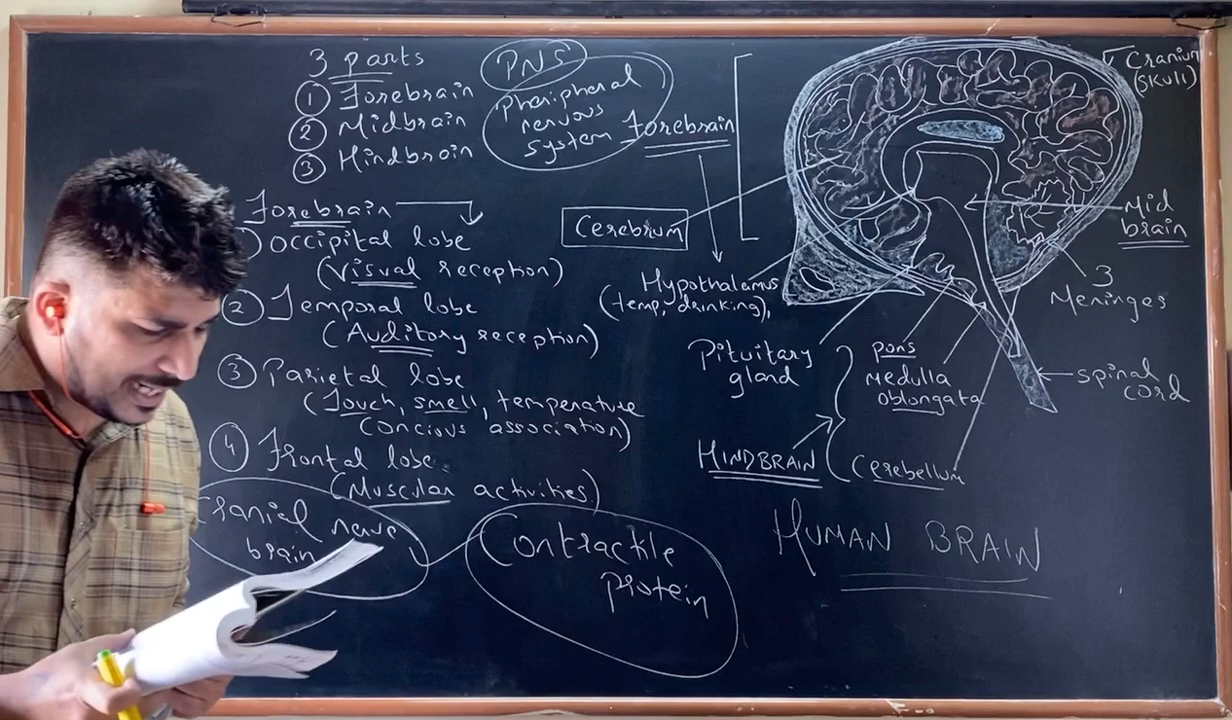 3 parts
① Forebrain
② Midbrain
③ Hindbrain
PNS
Pheripheral
nervous
system
Forebrain
1) Occipital lobe
(Visual reception)
② Temporal lobe
(Auditory reception)
③ Parietal lobe
(Touch, smell, temperature
Concious association)
④ Frontal lobe
(Muscular activities)
Cranial nerve
brain
Contractile
protein
Forebrain
Cerebrum
Hypothalamus
(temp, drinking),
Pituitary
gland
HINDBRAIN
Pons
Medulla
oblongata
Cerebellum
Cranium
(Skull)
Mid
brain
3
Meninges
spinal
cord
HUMAN BRAIN